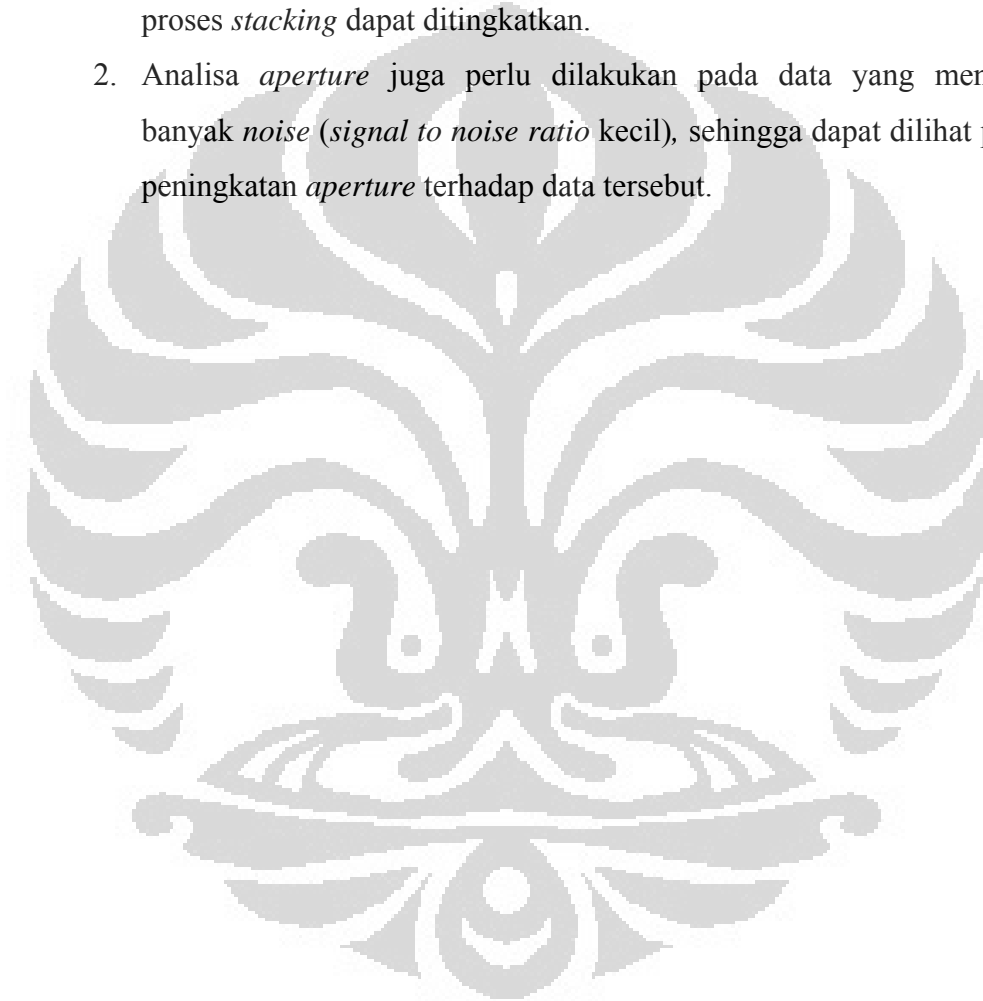 proses stacking dapat ditingkatkan.
2. Analisa aperture juga perlu dilakukan pada data yang
banyak noise (signal to noise ratio kecil), sehingga dapat dilihat
peningkatan aperture terhadap data tersebut.